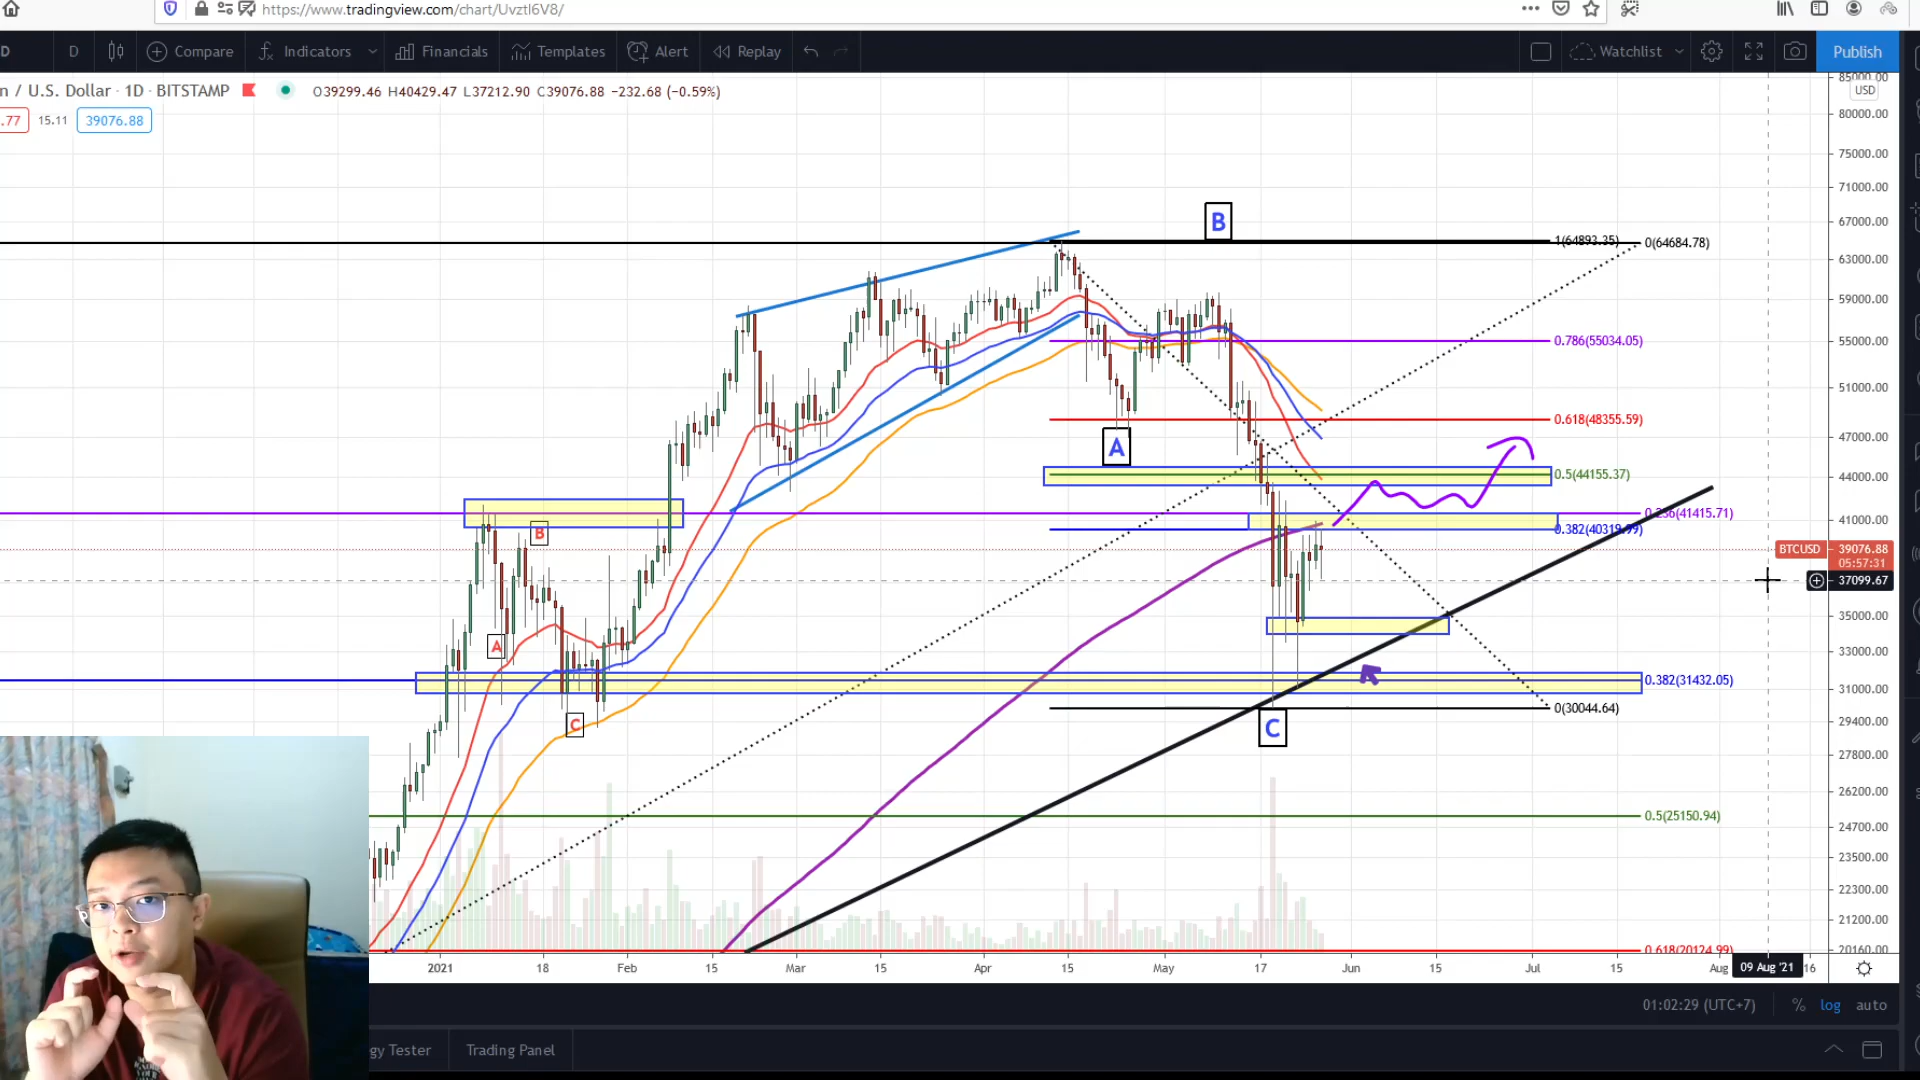 https://www.tradingview.com/chart/UvztI6V8/
D D Compare Indicators Financials Templates Alert Replay Watchlist Publish
n / U.S. Dollar · 1D · BITSTAMP O39299.46 H40429.47 L37212.90 C39076.88 −232.68 (−0.59%)
.77 15.11 39076.88
85000.00
USD
80000.00
75000.00
71000.00
67000.00
63000.00
59000.00
55000.00
51000.00
47000.00
44000.00
41000.00
BTCUSD 39076.88
05:57:31
37099.67
35000.00
33000.00
31000.00
29400.00
27800.00
26200.00
24700.00
23500.00
22300.00
21200.00
20160.00
B
1(64893.35) 0(64684.78)
0.786(55034.05)
0.618(48355.59)
A
0.5(44155.37)
0.236(41415.71)
0.382(40319.99)
B
A
C
0.382(31432.05)
0(30044.64)
C
0.5(25150.94)
0.618(20124.99)
2021 18 Feb 15 Mar 15 Apr 15 May 17 Jun 15 Jul 15 Aug 09 Aug '21 16
01:02:29 (UTC+7) % log auto
gy Tester Trading Panel